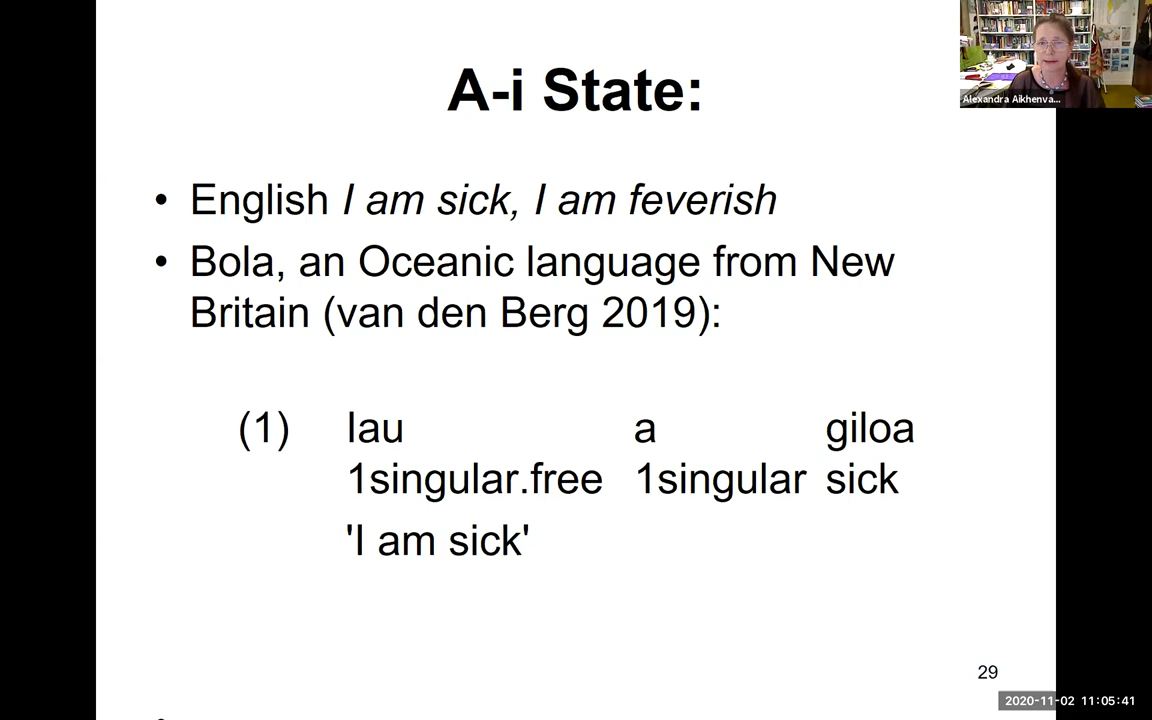 A-i State:
Alexandra Aikhenva...
• English I am sick, I am feverish
• Bola, an Oceanic language from New
Britain (van den Berg 2019):
(1) Iau a giloa
1singular.free 1singular sick
'I am sick'
29
2020-11-02 11:05:41